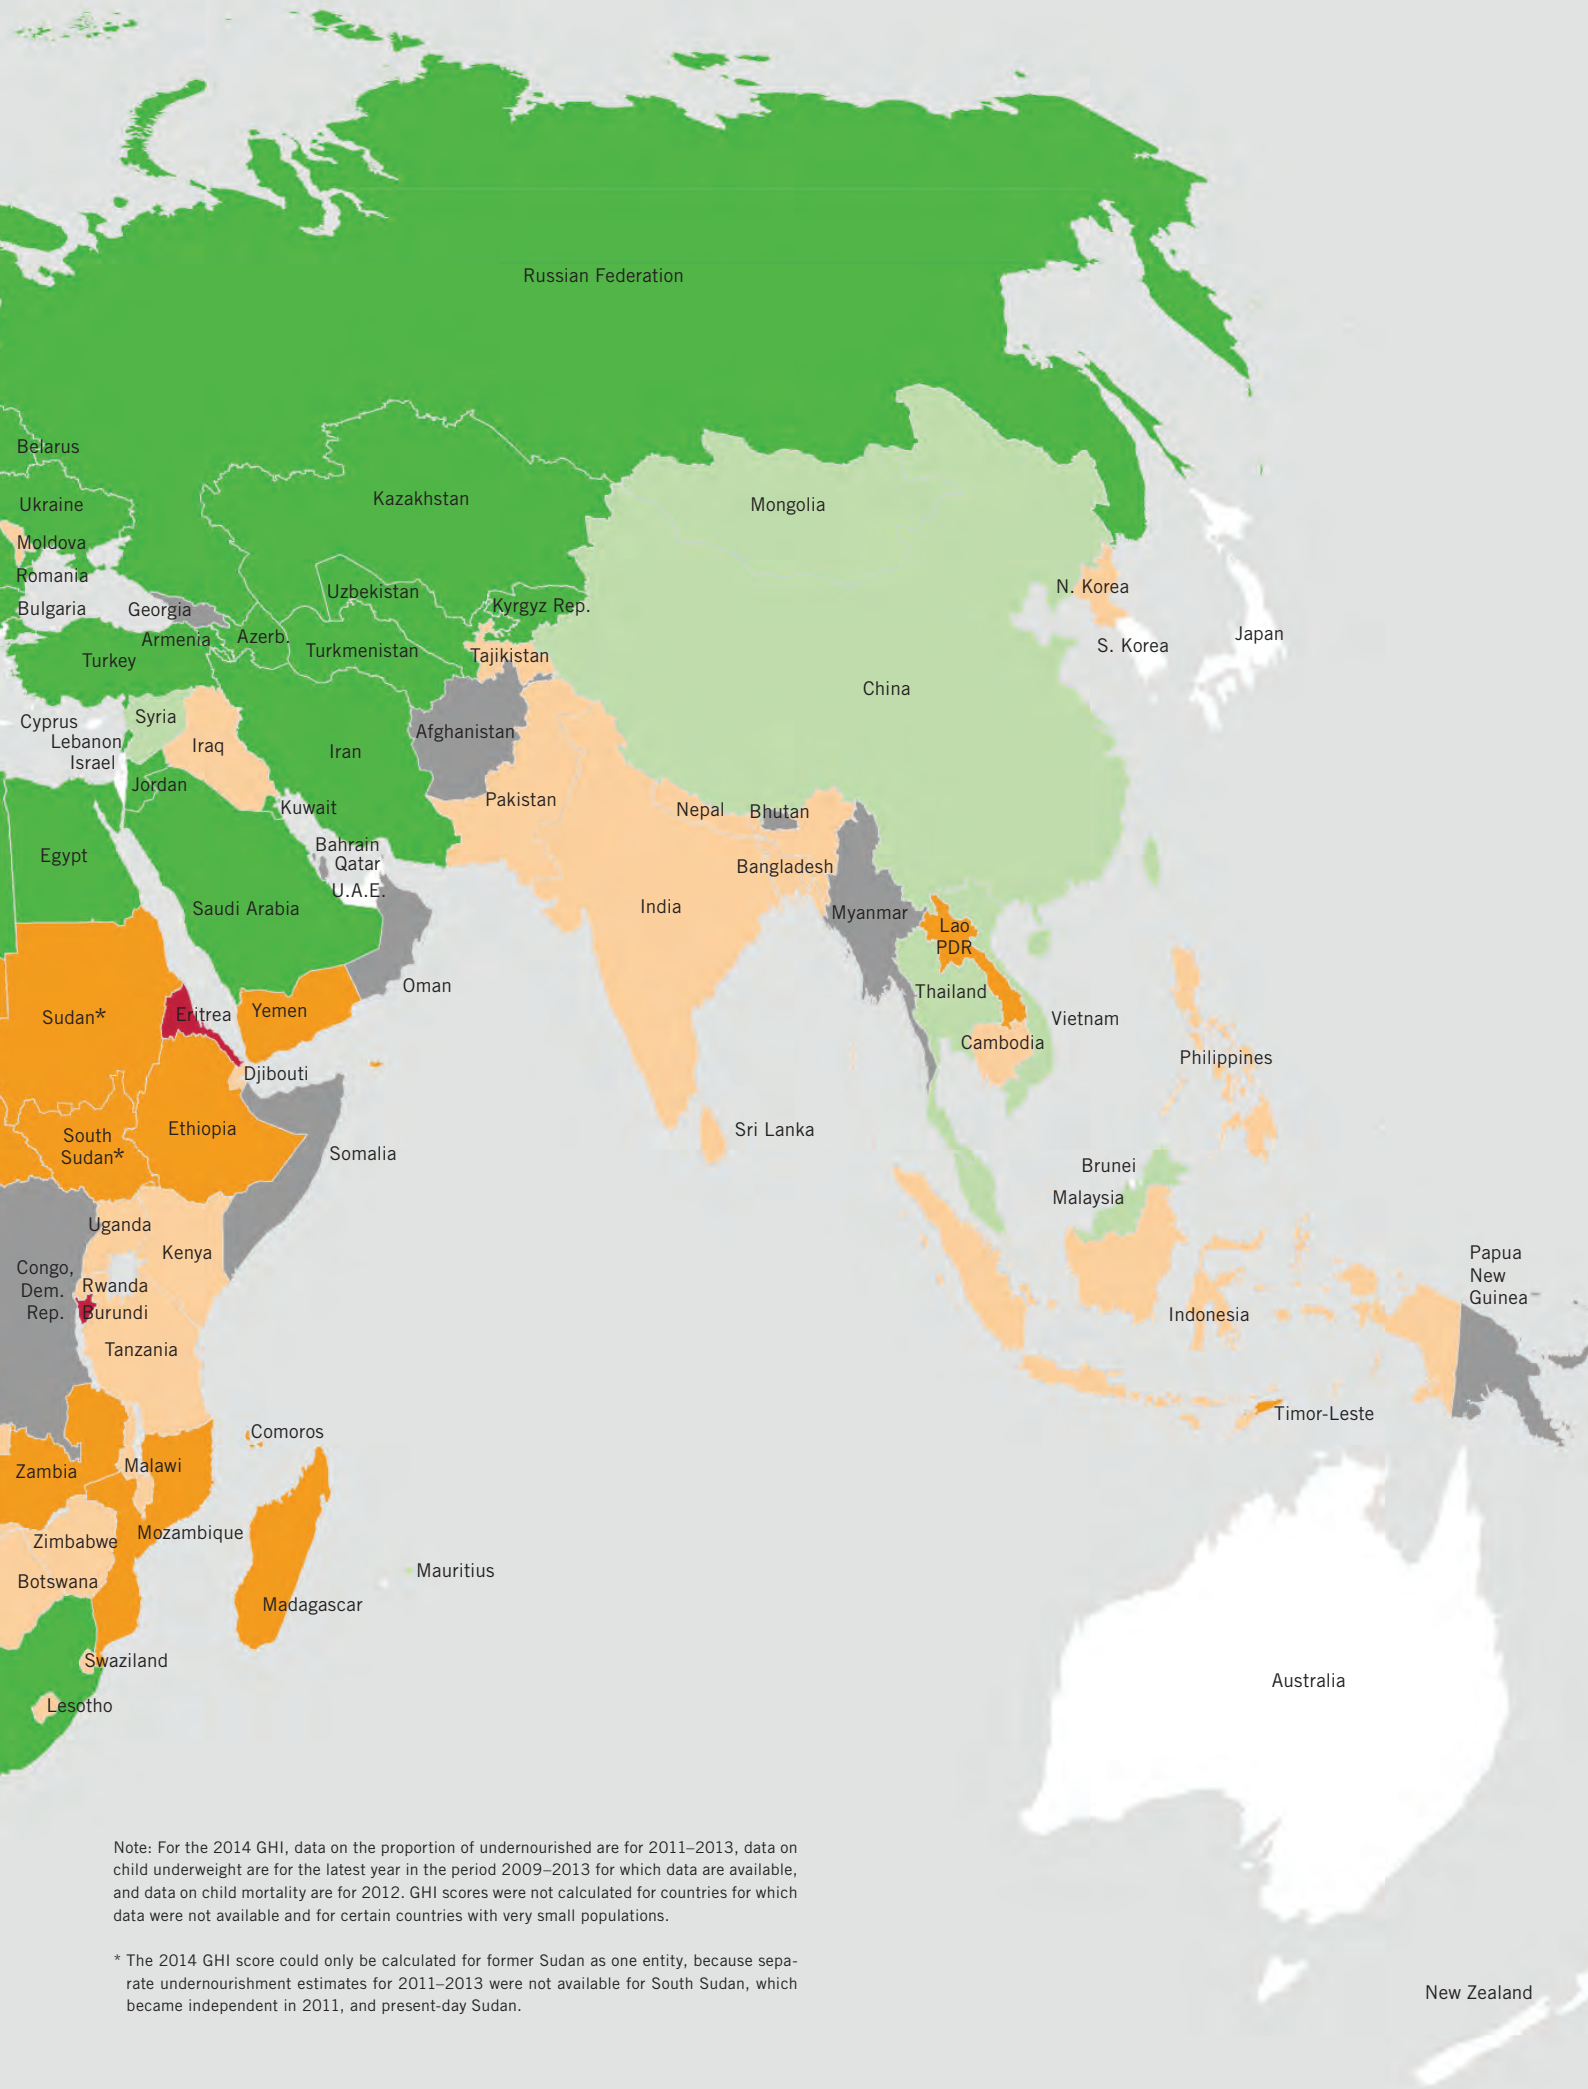 Russian Federation
Belarus
Ukraine
Kazakhstan
Mongolia
Moldova
Romania
Uzbekistan
N. Korea
Bulgaria
Georgia
Kyrgyz Rep.
Armenia
Azerb.
Turkmenistan
Tajikistan
S. Korea
Japan
Turkey
China
Cyprus
Syria
Afghanistan
Lebanon
Iraq
Iran
Israel
Jordan
Kuwait
Pakistan
Nepal
Bhutan
Bahrain
Egypt
Qatar
Bangladesh
U.A.E.
Saudi Arabia
India
Myanmar
Lao
PDR
Oman
Thailand
Sudan*
Eritrea
Yemen
Vietnam
Cambodia
Philippines
Djibouti
South
Sudan*
Ethiopia
Sri Lanka
Somalia
Brunei
Malaysia
Uganda
Kenya
Papua
New
Guinea
Congo,
Dem.
Rep.
Rwanda
Burundi
Indonesia
Tanzania
Timor-Leste
Comoros
Zambia
Malawi
Mozambique
Zimbabwe
Mauritius
Botswana
Madagascar
Swaziland
Australia
Lesotho
Note: For the 2014 GHI, data on the proportion of undernourished are for 2011–2013, data on
child underweight are for the latest year in the period 2009–2013 for which data are available,
and data on child mortality are for 2012. GHI scores were not calculated for countries for which
data were not available and for certain countries with very small populations.
* The 2014 GHI score could only be calculated for former Sudan as one entity, because sepa-
rate undernourishment estimates for 2011–2013 were not available for South Sudan, which
became independent in 2011, and present-day Sudan.
New Zealand